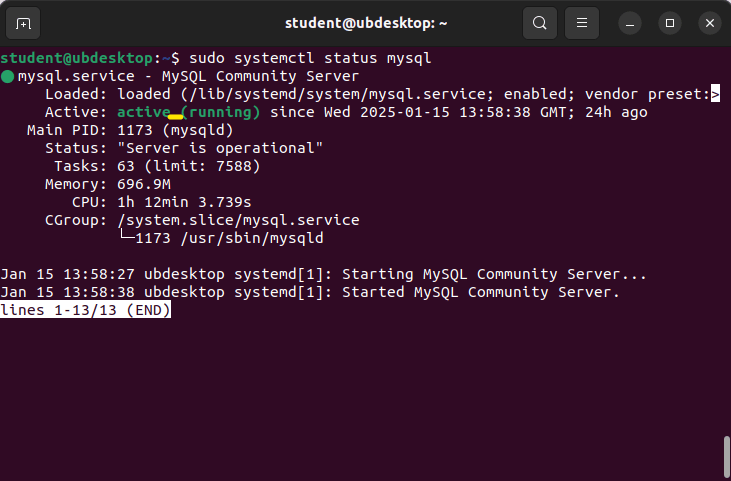 student@ubdesktop: ~
student@ubdesktop:~$ sudo systemctl status mysql
● mysql.service - MySQL Community Server
     Loaded: loaded (/lib/systemd/system/mysql.service; enabled; vendor preset:>
     Active: active (running) since Wed 2025-01-15 13:58:38 GMT; 24h ago
   Main PID: 1173 (mysqld)
     Status: "Server is operational"
      Tasks: 63 (limit: 7588)
     Memory: 696.9M
        CPU: 1h 12min 3.739s
     CGroup: /system.slice/mysql.service
             └─1173 /usr/sbin/mysqld
Jan 15 13:58:27 ubdesktop systemd[1]: Starting MySQL Community Server...
Jan 15 13:58:38 ubdesktop systemd[1]: Started MySQL Community Server.
lines 1-13/13 (END)